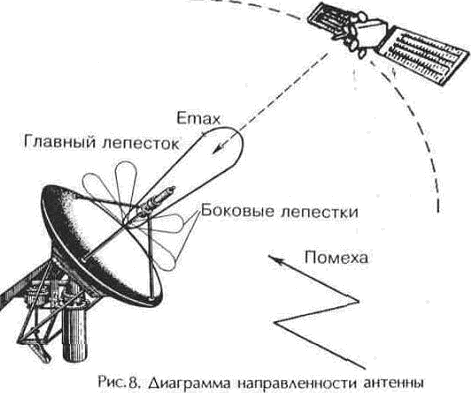 Emax
Главный лепесток
Боковые лепестки
Помеха
Рис.8. Диаграмма направленности антенны